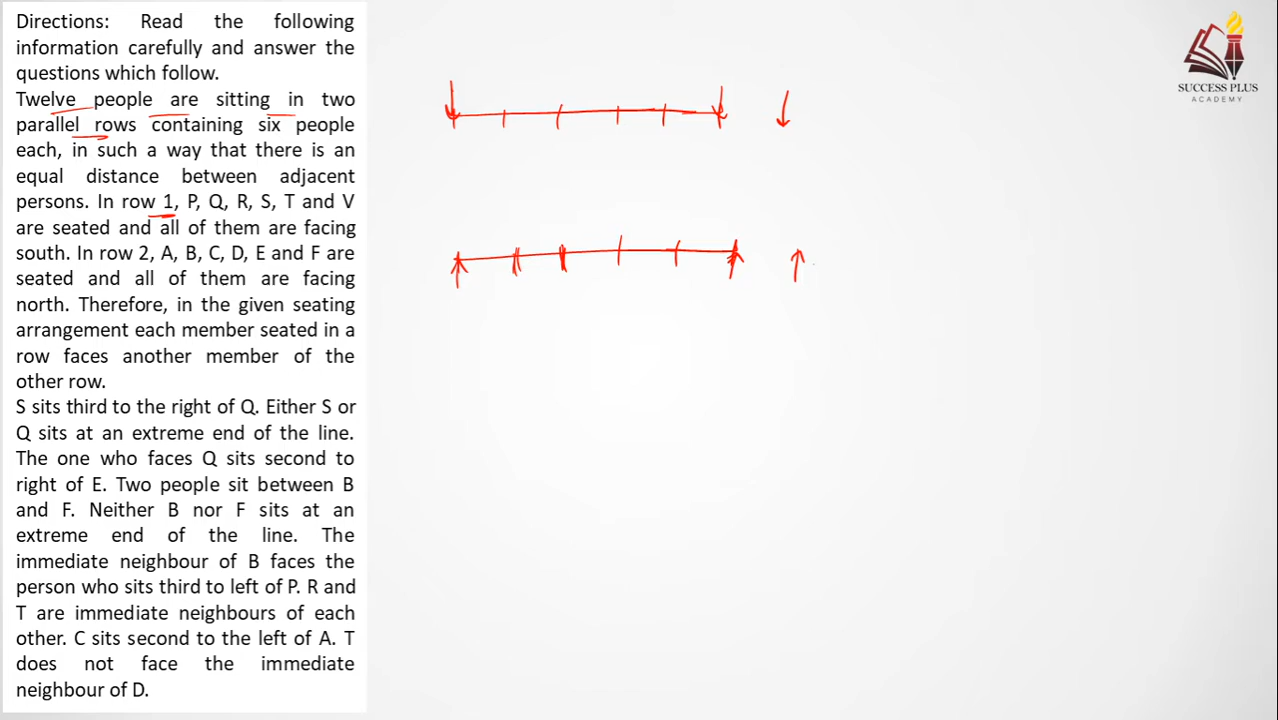 Directions: Read the following
information carefully and answer the
questions which follow.
Twelve people are sitting in two
parallel rows containing six people
each, in such a way that there is an
equal distance between adjacent
persons. In row 1, P, Q, R, S, T and V
are seated and all of them are facing
south. In row 2, A, B, C, D, E and F are
seated and all of them are facing
north. Therefore, in the given seating
arrangement each member seated in a
row faces another member of the
other row.
S sits third to the right of Q. Either S or
Q sits at an extreme end of the line.
The one who faces Q sits second to
right of E. Two people sit between B
and F. Neither B nor F sits at an
extreme end of the line. The
immediate neighbour of B faces the
person who sits third to left of P. R and
T are immediate neighbours of each
other. C sits second to the left of A. T
does not face the immediate
neighbour of D.
SUCCESS PLUS
ACADEMY